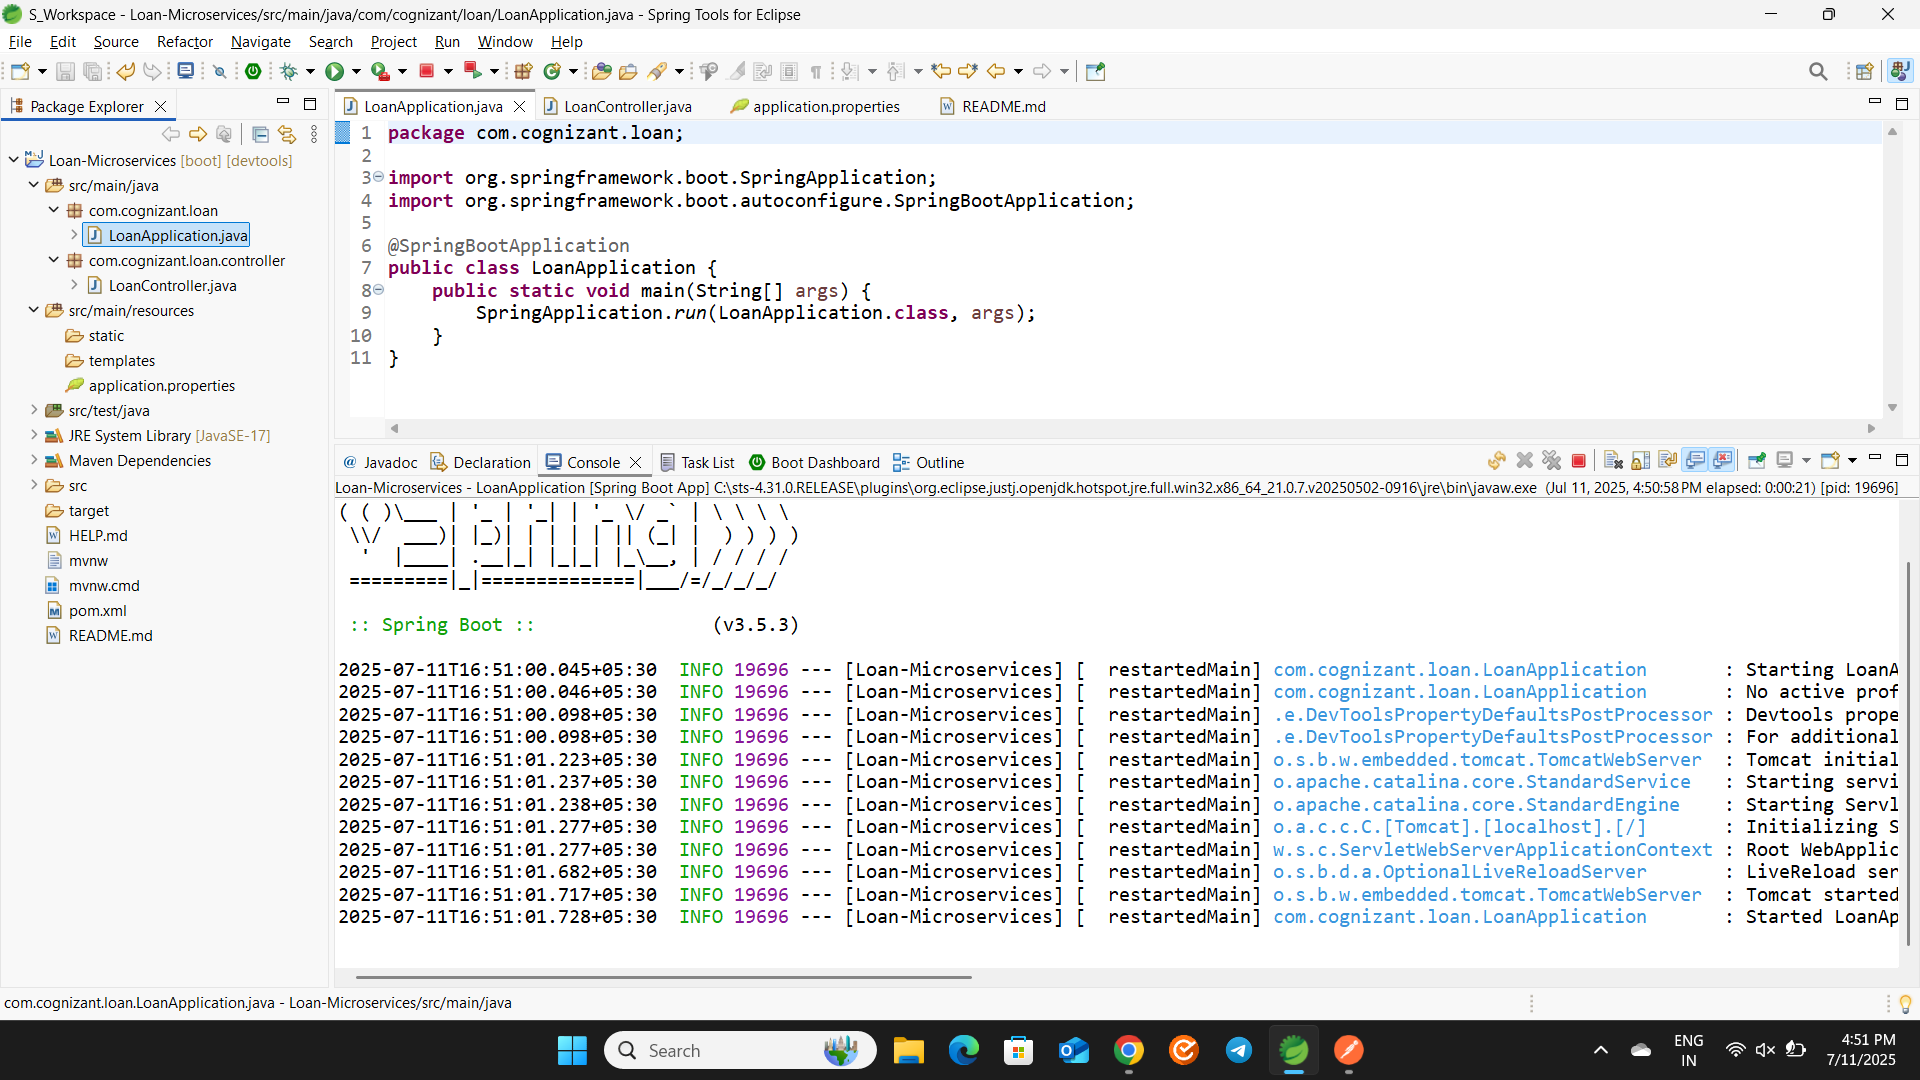 S_Workspace - Loan-Microservices/src/main/java/com/cognizant/loan/LoanApplication.java - Spring Tools for Eclipse
File Edit Source Refactor Navigate Search Project Run Window Help
Package Explorer
Loan-Microservices [boot] [devtools]
src/main/java
com.cognizant.loan
LoanApplication.java
com.cognizant.loan.controller
LoanController.java
src/main/resources
static
templates
application.properties
src/test/java
JRE System Library [JavaSE-17]
Maven Dependencies
src
target
HELP.md
mvnw
mvnw.cmd
pom.xml
README.md
LoanApplication.java LoanController.java application.properties README.md
1 package com.cognizant.loan;
2
3 import org.springframework.boot.SpringApplication;
4 import org.springframework.boot.autoconfigure.SpringBootApplication;
5
6 @SpringBootApplication
7 public class LoanApplication {
8     public static void main(String[] args) {
9         SpringApplication.run(LoanApplication.class, args);
10     }
11 }
@ Javadoc Declaration Console Task List Boot Dashboard Outline
Loan-Microservices - LoanApplication [Spring Boot App] C:\sts-4.31.0.RELEASE\plugins\org.eclipse.justj.openjdk.hotspot.jre.full.win32.x86_64_21.0.7.v20250502-0916\jre\bin\javaw.exe (Jul 11, 2025, 4:50:58 PM elapsed: 0:00:21) [pid: 19696]
( ( )\___ | '_ | '_| | '_ \/ _` | \ \ \ \
 \\/  ___)| |_)| | | | | || (_| |  ) ) ) )
  '  |____| .__|_| |_|_| |_\__, | / / / /
 =========|_|==============|___/=/_/_/_/
 :: Spring Boot ::                (v3.5.3)
2025-07-11T16:51:00.045+05:30  INFO 19696 --- [Loan-Microservices] [  restartedMain] com.cognizant.loan.LoanApplication       : Starting LoanA
2025-07-11T16:51:00.046+05:30  INFO 19696 --- [Loan-Microservices] [  restartedMain] com.cognizant.loan.LoanApplication       : No active prof
2025-07-11T16:51:00.098+05:30  INFO 19696 --- [Loan-Microservices] [  restartedMain] .e.DevToolsPropertyDefaultsPostProcessor : Devtools prope
2025-07-11T16:51:00.098+05:30  INFO 19696 --- [Loan-Microservices] [  restartedMain] .e.DevToolsPropertyDefaultsPostProcessor : For additional
2025-07-11T16:51:01.223+05:30  INFO 19696 --- [Loan-Microservices] [  restartedMain] o.s.b.w.embedded.tomcat.TomcatWebServer  : Tomcat initial
2025-07-11T16:51:01.237+05:30  INFO 19696 --- [Loan-Microservices] [  restartedMain] o.apache.catalina.core.StandardService   : Starting servi
2025-07-11T16:51:01.238+05:30  INFO 19696 --- [Loan-Microservices] [  restartedMain] o.apache.catalina.core.StandardEngine    : Starting Servl
2025-07-11T16:51:01.277+05:30  INFO 19696 --- [Loan-Microservices] [  restartedMain] o.a.c.c.C.[Tomcat].[localhost].[/]       : Initializing S
2025-07-11T16:51:01.277+05:30  INFO 19696 --- [Loan-Microservices] [  restartedMain] w.s.c.ServletWebServerApplicationContext : Root WebApplic
2025-07-11T16:51:01.682+05:30  INFO 19696 --- [Loan-Microservices] [  restartedMain] o.s.b.d.a.OptionalLiveReloadServer       : LiveReload ser
2025-07-11T16:51:01.717+05:30  INFO 19696 --- [Loan-Microservices] [  restartedMain] o.s.b.w.embedded.tomcat.TomcatWebServer  : Tomcat started
2025-07-11T16:51:01.728+05:30  INFO 19696 --- [Loan-Microservices] [  restartedMain] com.cognizant.loan.LoanApplication       : Started LoanAp
com.cognizant.loan.LoanApplication.java - Loan-Microservices/src/main/java
Search
ENG
IN
4:51 PM
7/11/2025